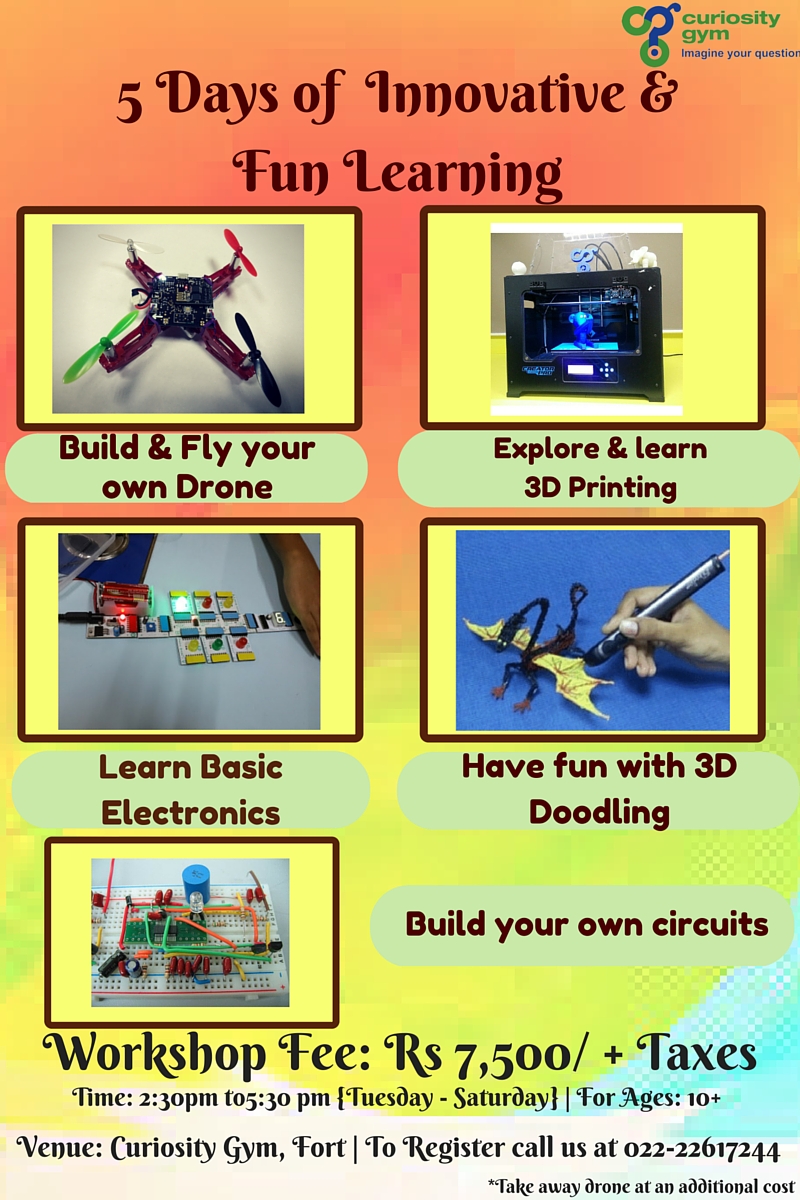 curiosity
gym
Imagine your question
5 Days of Innovative &
Fun Learning
Build & Fly your
own Drone
Explore & learn
3D Printing
Learn Basic
Electronics
Have fun with 3D
Doodling
Build your own circuits
Workshop Fee: Rs 7,500/ + Taxes
Time: 2:30pm to5:30 pm {Tuesday - Saturday} | For Ages: 10+
Venue: Curiosity Gym, Fort | To Register call us at 022-22617244
*Take away drone at an additional cost